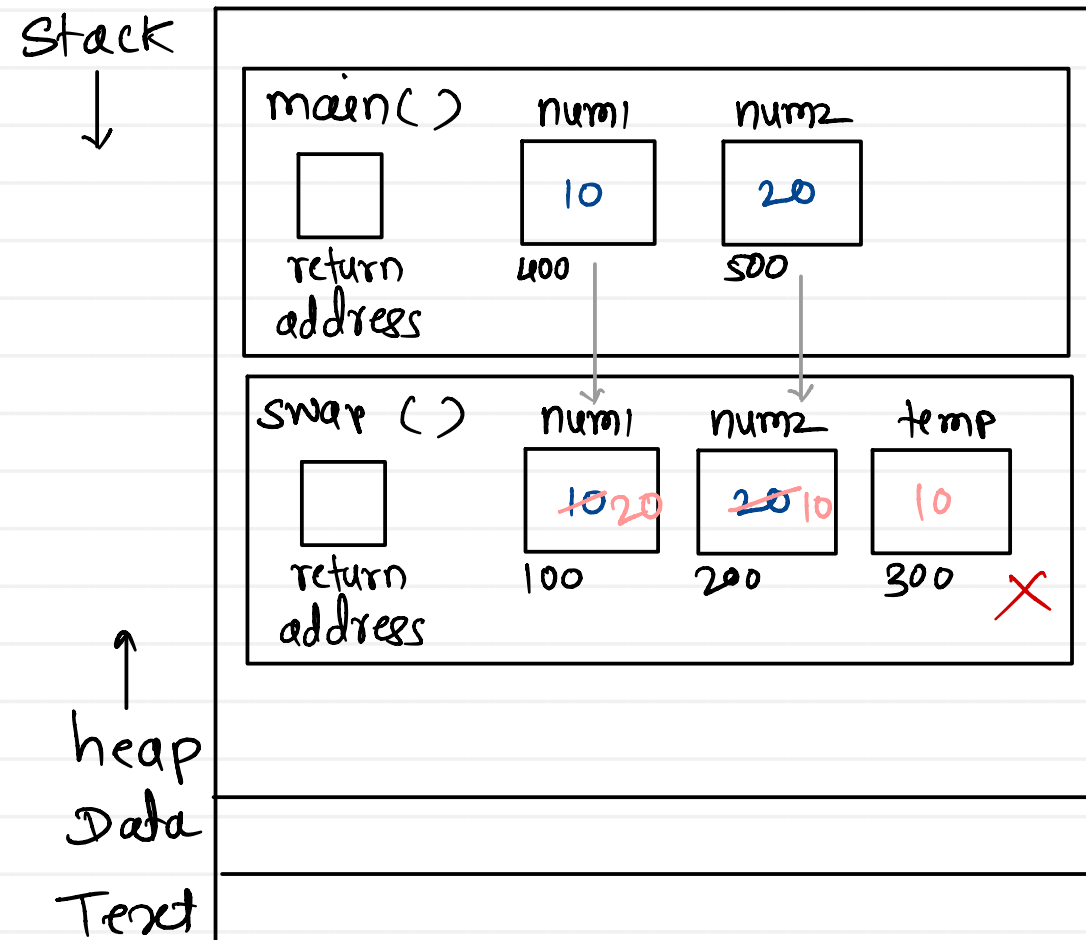 Stack
main() num1 num2
10 20
return 400 500
address
swap () num1 num2 temp
10 20 20 10 10
return 100 200 300
address
heap
Data
Text